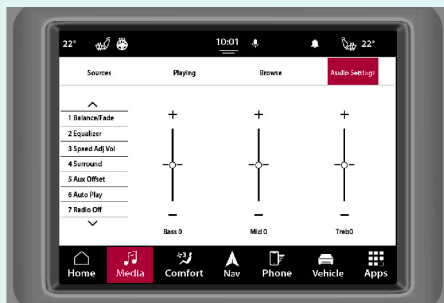 22° 10:01 22°
Sources Playing Browse Audio Settings
1 Balance/Fade
2 Equalizer
3 Speed Adj Vol
4 Surround
5 Aux Offset
6 Auto Play
7 Radio Off
+ + +
− − −
Bass 0 Mid 0 Treb0
Home Media Comfort Nav Phone Vehicle Apps